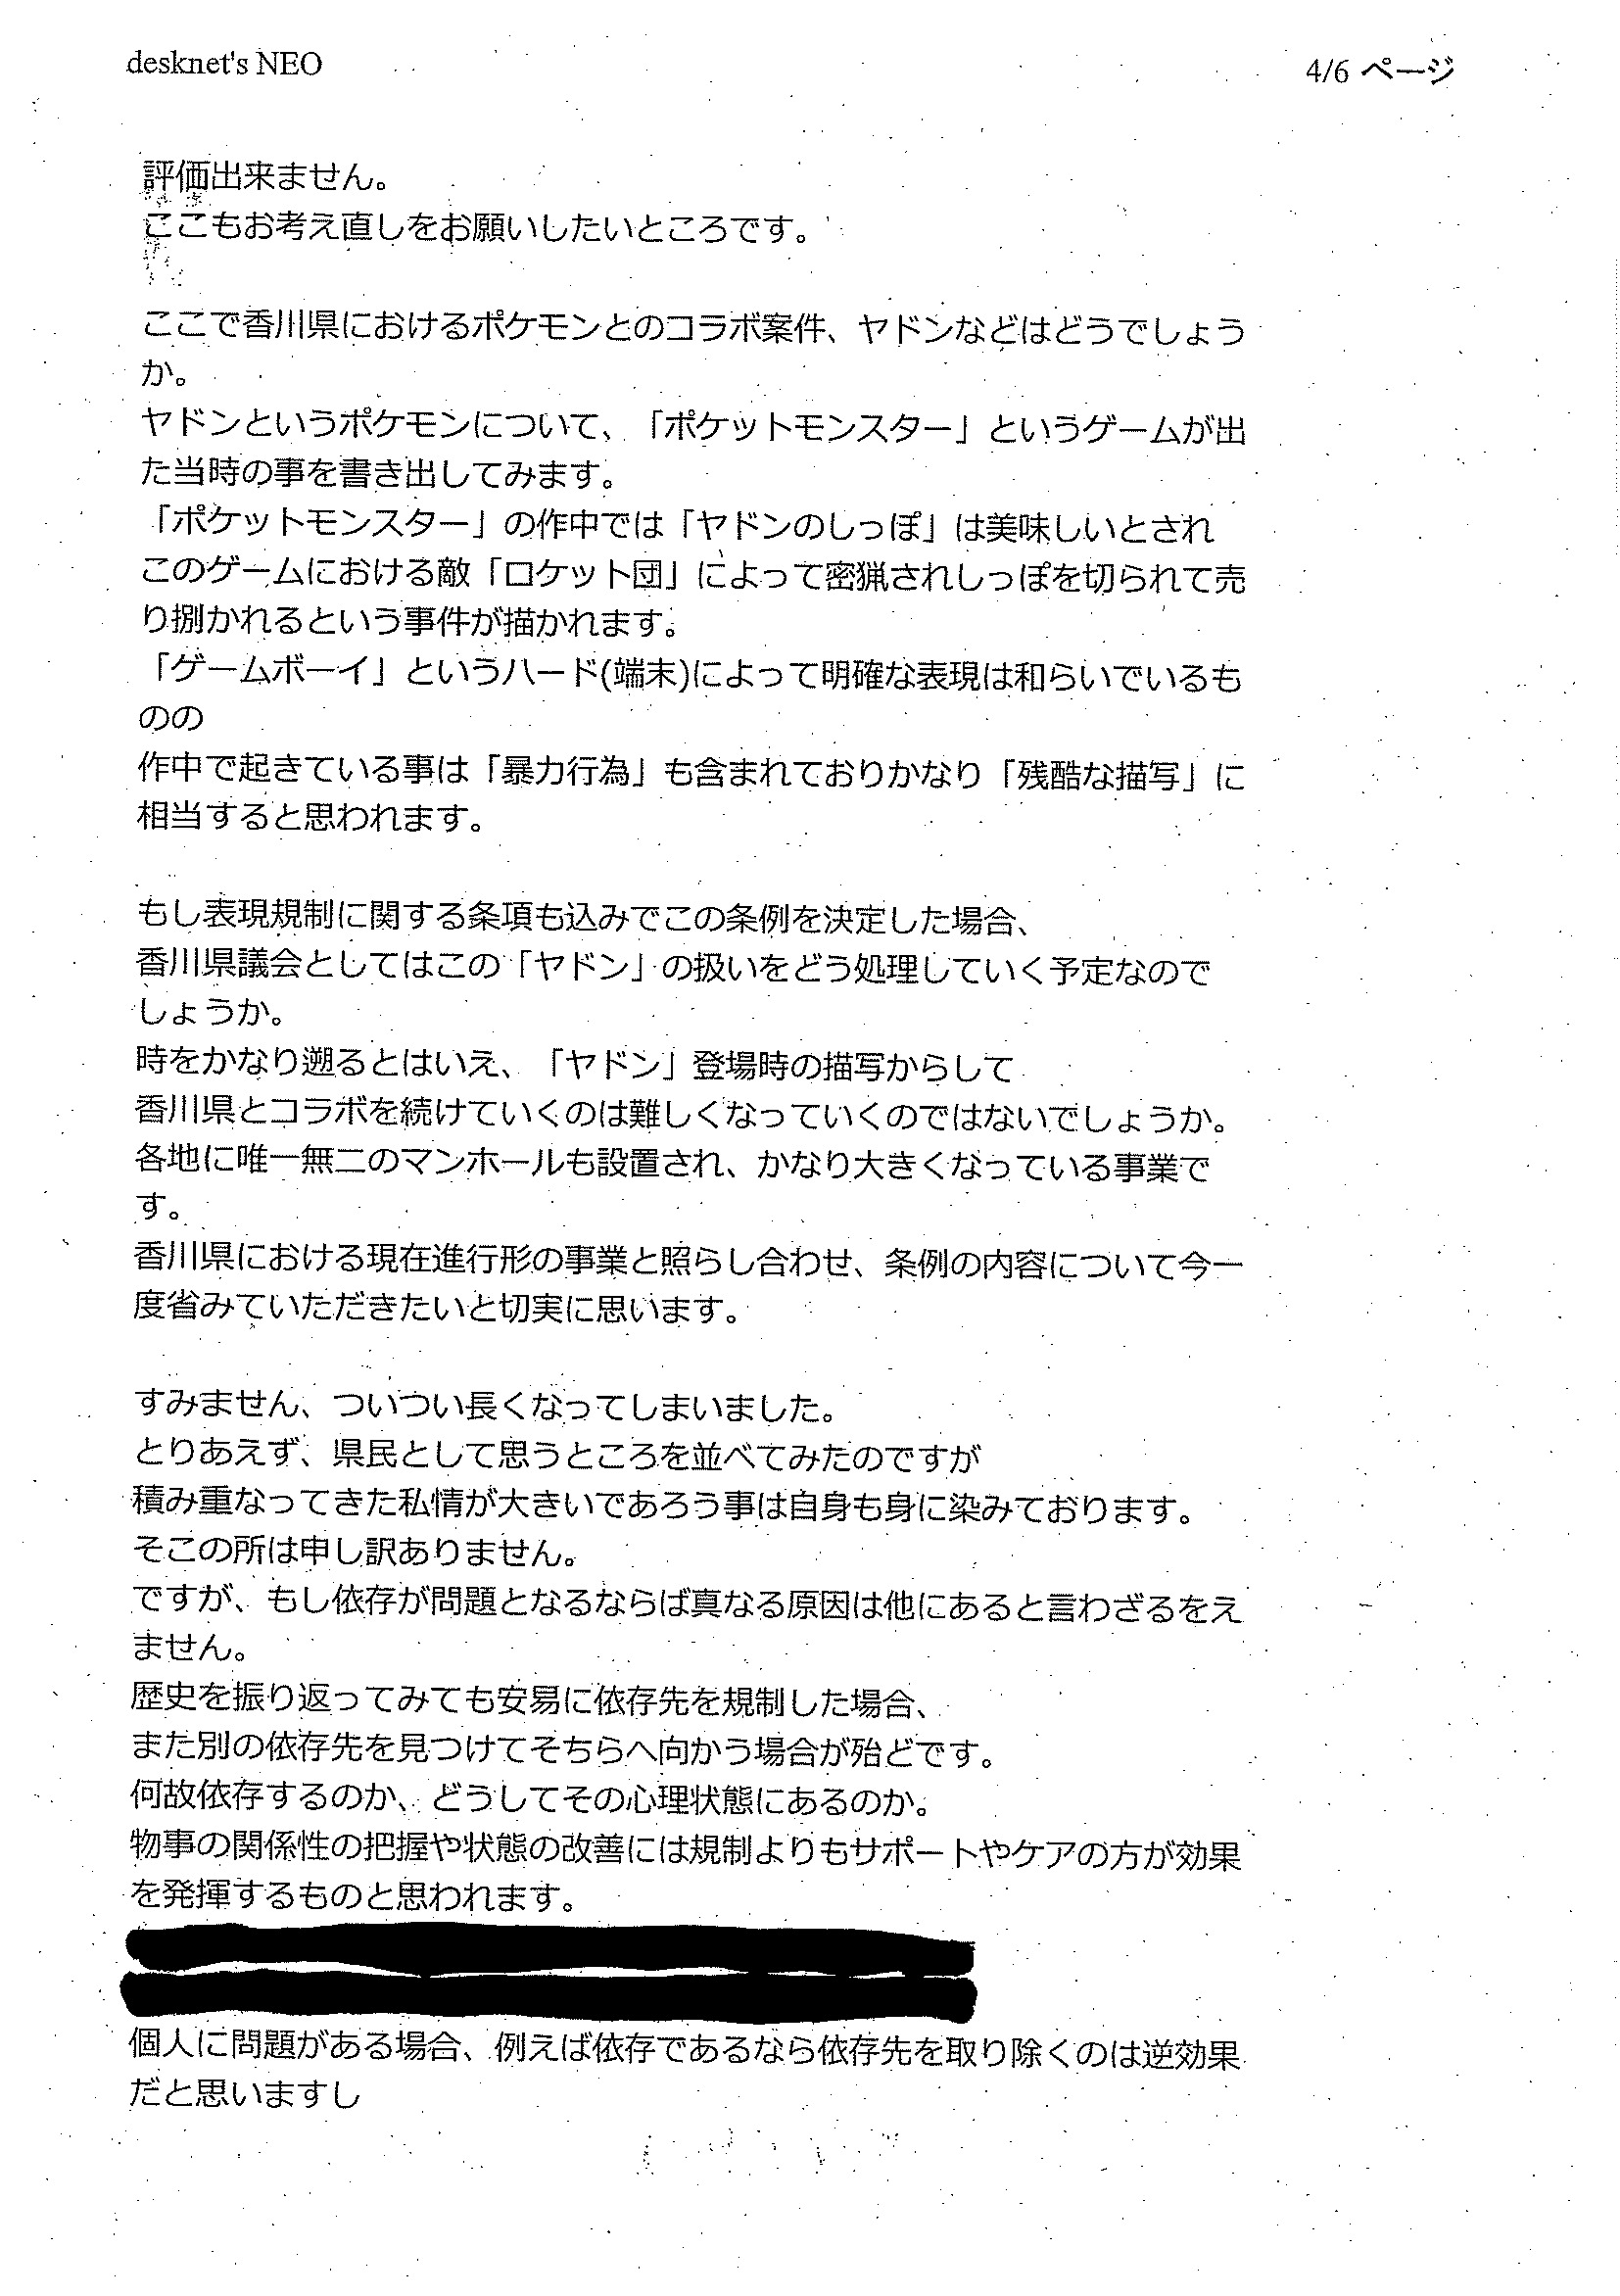 desknet's NEO
4/6 ページ
評価出来ません。
ここもお考え直しをお願いしたいところです。
ここで香川県におけるポケモンとのコラボ案件、ヤドンなどはどうでしょう
か。
ヤドンというポケモンについて、「ポケットモンスター」というゲームが出
た当時の事を書き出してみます。
「ポケットモンスター」の作中では「ヤドンのしっぽ」は美味しいとされ
このゲームにおける敵「ロケット団」によって密猟されしっぽを切られて売
り捌かれるという事件が描かれます。
「ゲームボーイ」というハード(端末)によって明確な表現は和らいでいるも
のの
作中で起きている事は「暴力行為」も含まれておりかなり「残酷な描写」に
相当すると思われます。
もし表現規制に関する条項も込みでこの条例を決定した場合、
香川県議会としてはこの「ヤドン」の扱いをどう処理していく予定なので
しょうか。
時をかなり遡るとはいえ、「ヤドン」登場時の描写からして
香川県とコラボを続けていくのは難しくなっていくのではないでしょうか。
各地に唯一無二のマンホールも設置され、かなり大きくなっている事業で
す。
香川県における現在進行形の事業と照らし合わせ、条例の内容について今一
度省みていただきたいと切実に思います。
すみません、ついつい長くなってしまいました。
とりあえず、県民として思うところを並べてみたのですが
積み重なってきた私情が大きいであろう事は自身も身に染みております。
そこの所は申し訳ありません。
ですが、もし依存が問題となるならば真なる原因は他にあると言わざるをえ
ません。
歴史を振り返ってみても安易に依存先を規制した場合、
また別の依存先を見つけてそちらへ向かう場合が殆どです。
何故依存するのか、どうしてその心理状態にあるのか。
物事の関係性の把握や状態の改善には規制よりもサポートやケアの方が効果
を発揮するものと思われます。
個人に問題がある場合、例えば依存であるなら依存先を取り除くのは逆効果
だと思いますし